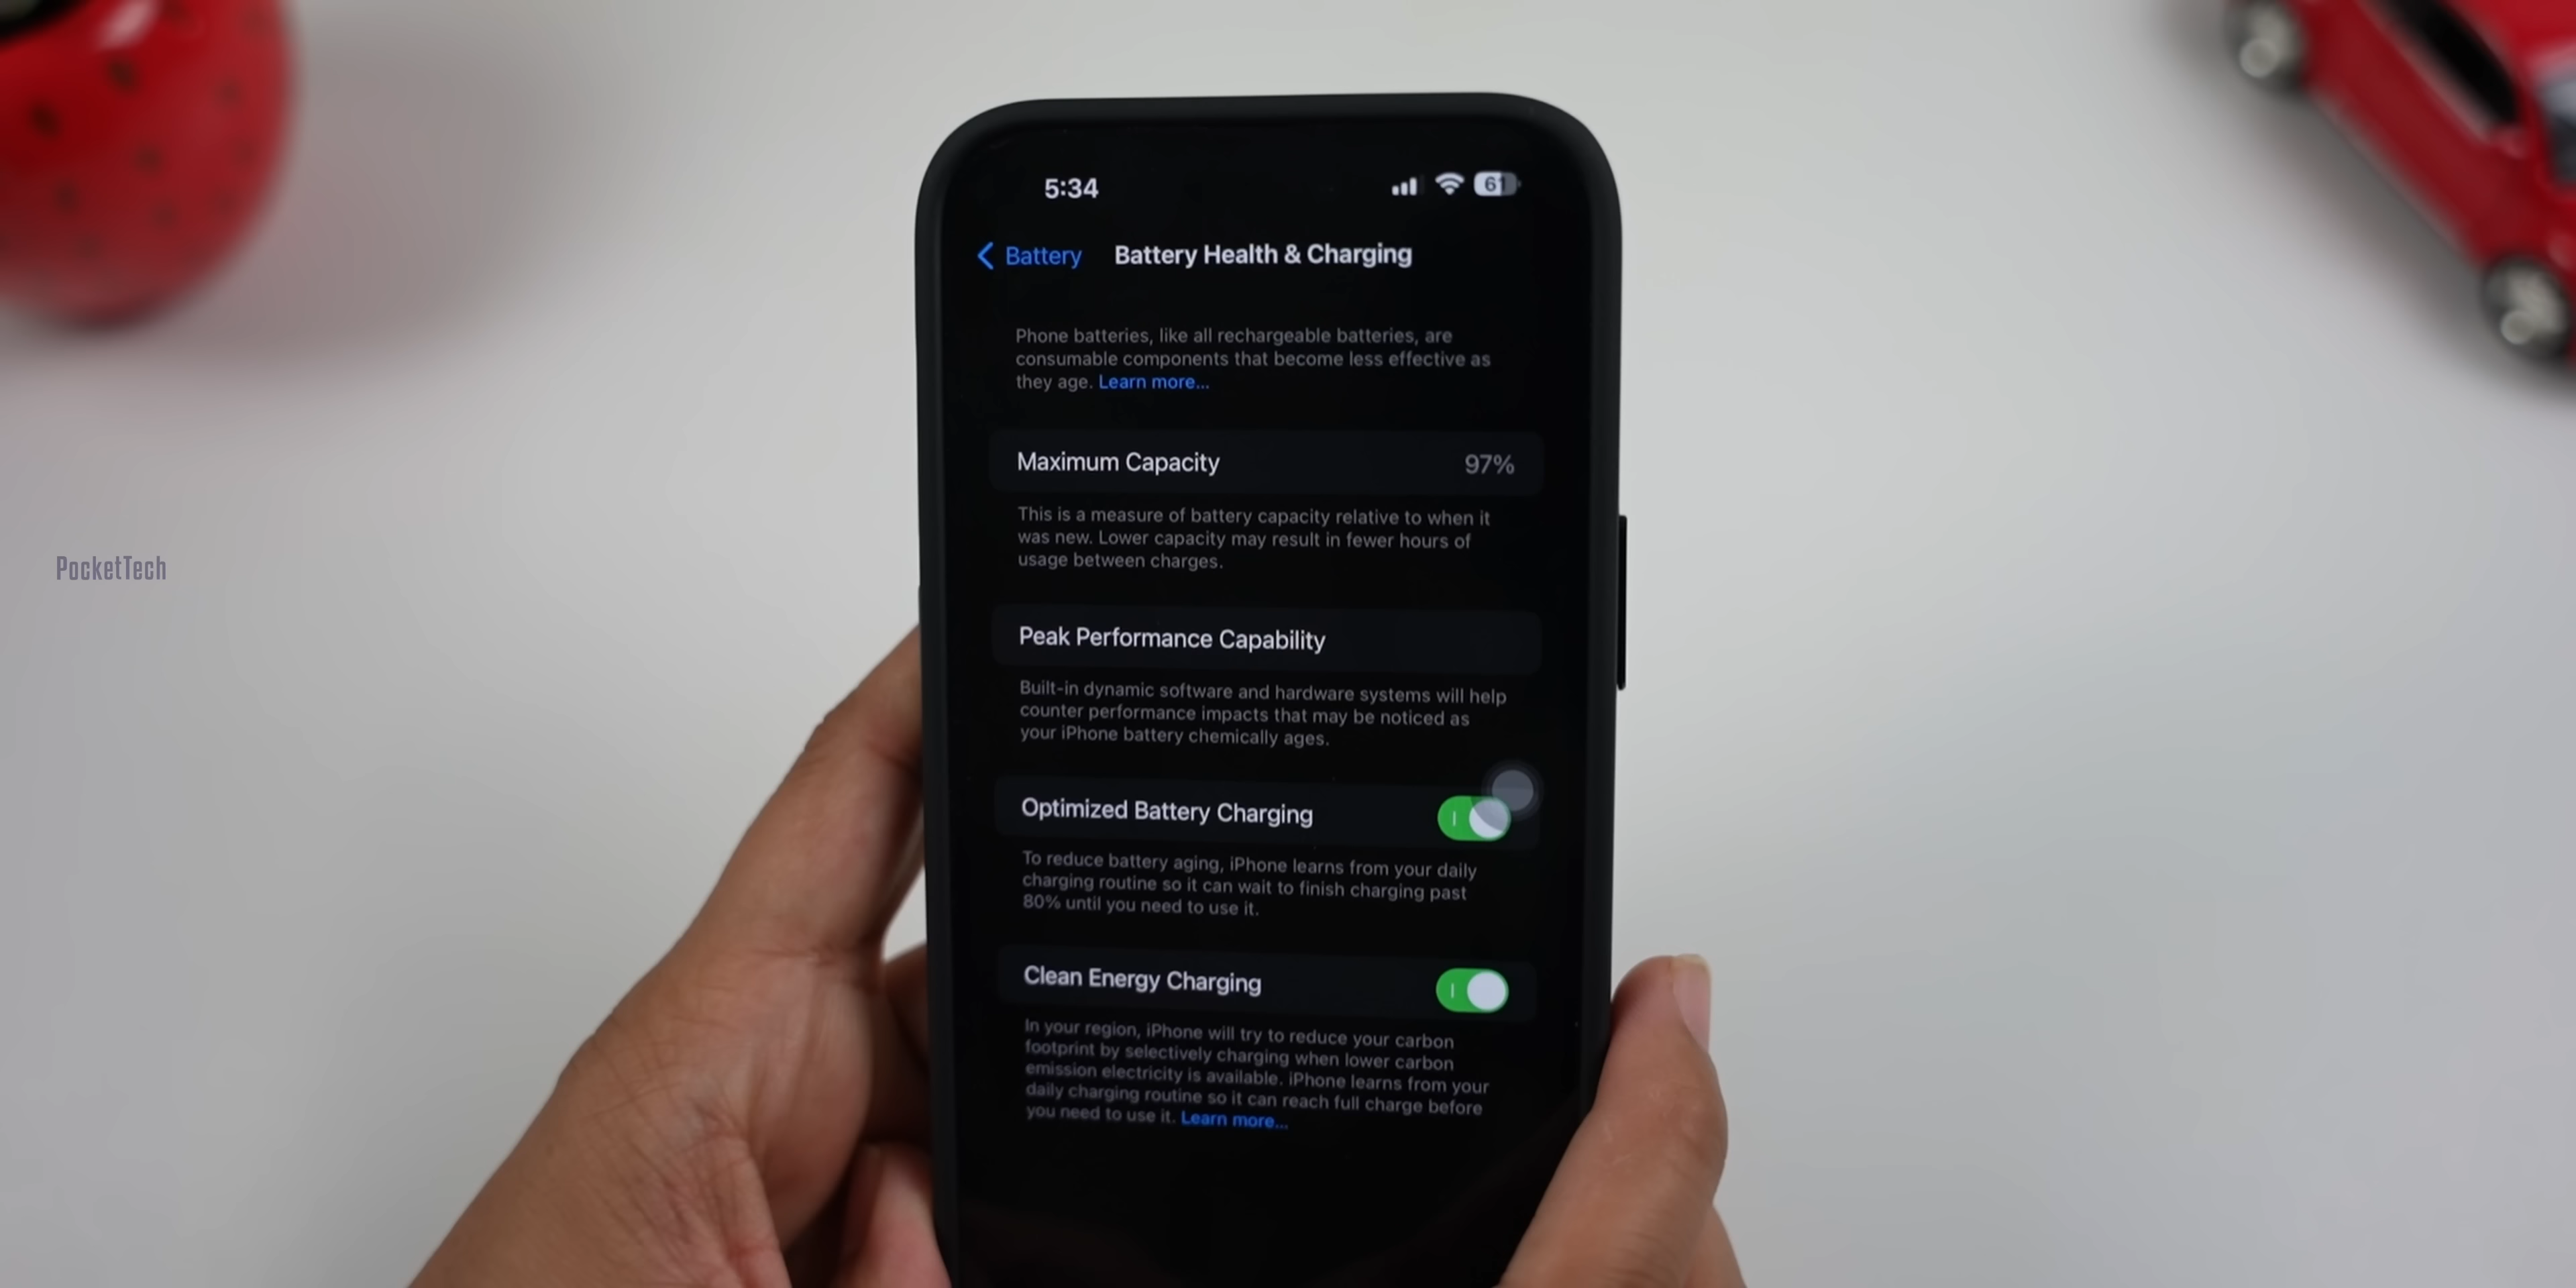 5:34
61
Battery
Battery Health & Charging
Phone batteries, like all rechargeable batteries, are
consumable components that become less effective as
they age. Learn more...
Maximum Capacity
97%
This is a measure of battery capacity relative to when it
was new. Lower capacity may result in fewer hours of
usage between charges.
PocketTech
Peak Performance Capability
Built-in dynamic software and hardware systems will help
counter performance impacts that may be noticed as
your iPhone battery chemically ages.
Optimized Battery Charging
To reduce battery aging, iPhone learns from your daily
charging routine so it can wait to finish charging past
80% until you need to use it.
Clean Energy Charging
In your region, iPhone will try to reduce your carbon
footprint by selectively charging when lower carbon
emission electricity is available. iPhone learns from your
daily charging routine so it can reach full charge before
you need to use it. Learn more...